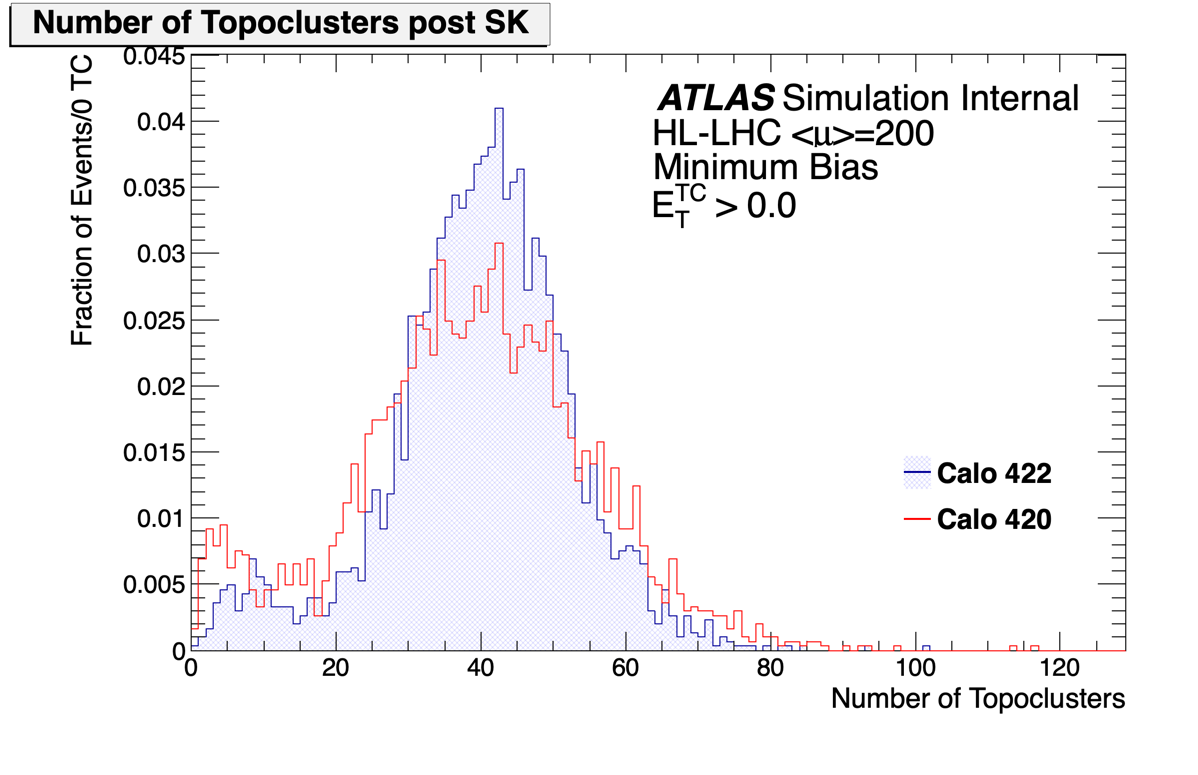 Number of Topoclusters post SK
Fraction of Events/0 TC
0.045
0.04
0.035
0.03
0.025
0.02
0.015
0.01
0.005
0
ATLAS Simulation Internal
HL-LHC <μ>=200
Minimum Bias
E_T^TC > 0.0
Calo 422
Calo 420
0 20 40 60 80 100 120
Number of Topoclusters